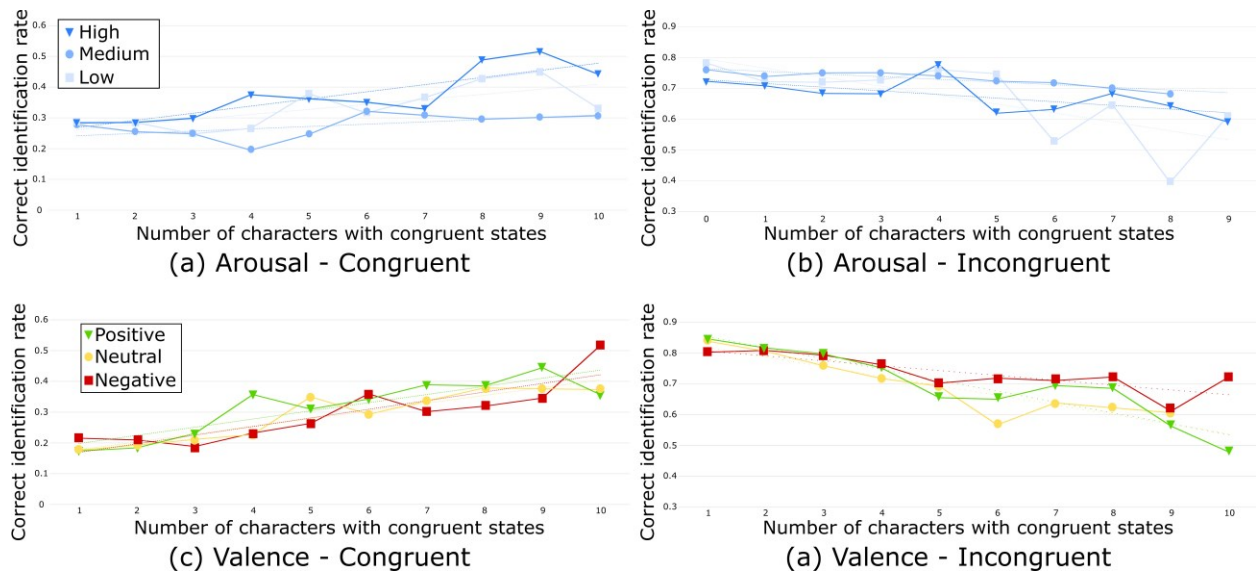 Correct identification rate
0.6
0.5
0.4
0.3
0.2
0.1
0
High
Medium
Low
1 2 3 4 5 6 7 8 9 10
Number of characters with congruent states
(a) Arousal - Congruent
Correct identification rate
0.9
0.8
0.7
0.6
0.5
0.4
0.3
0 1 2 3 4 5 6 7 8 9
Number of characters with congruent states
(b) Arousal - Incongruent
Correct identification rate
0.6
0.5
0.4
0.3
0.2
0.1
0
Positive
Neutral
Negative
1 2 3 4 5 6 7 8 9 10
Number of characters with congruent states
(c) Valence - Congruent
Correct identification rate
0.9
0.8
0.7
0.6
0.5
0.4
0.3
1 2 3 4 5 6 7 8 9 10
Number of characters with congruent states
(a) Valence - Incongruent